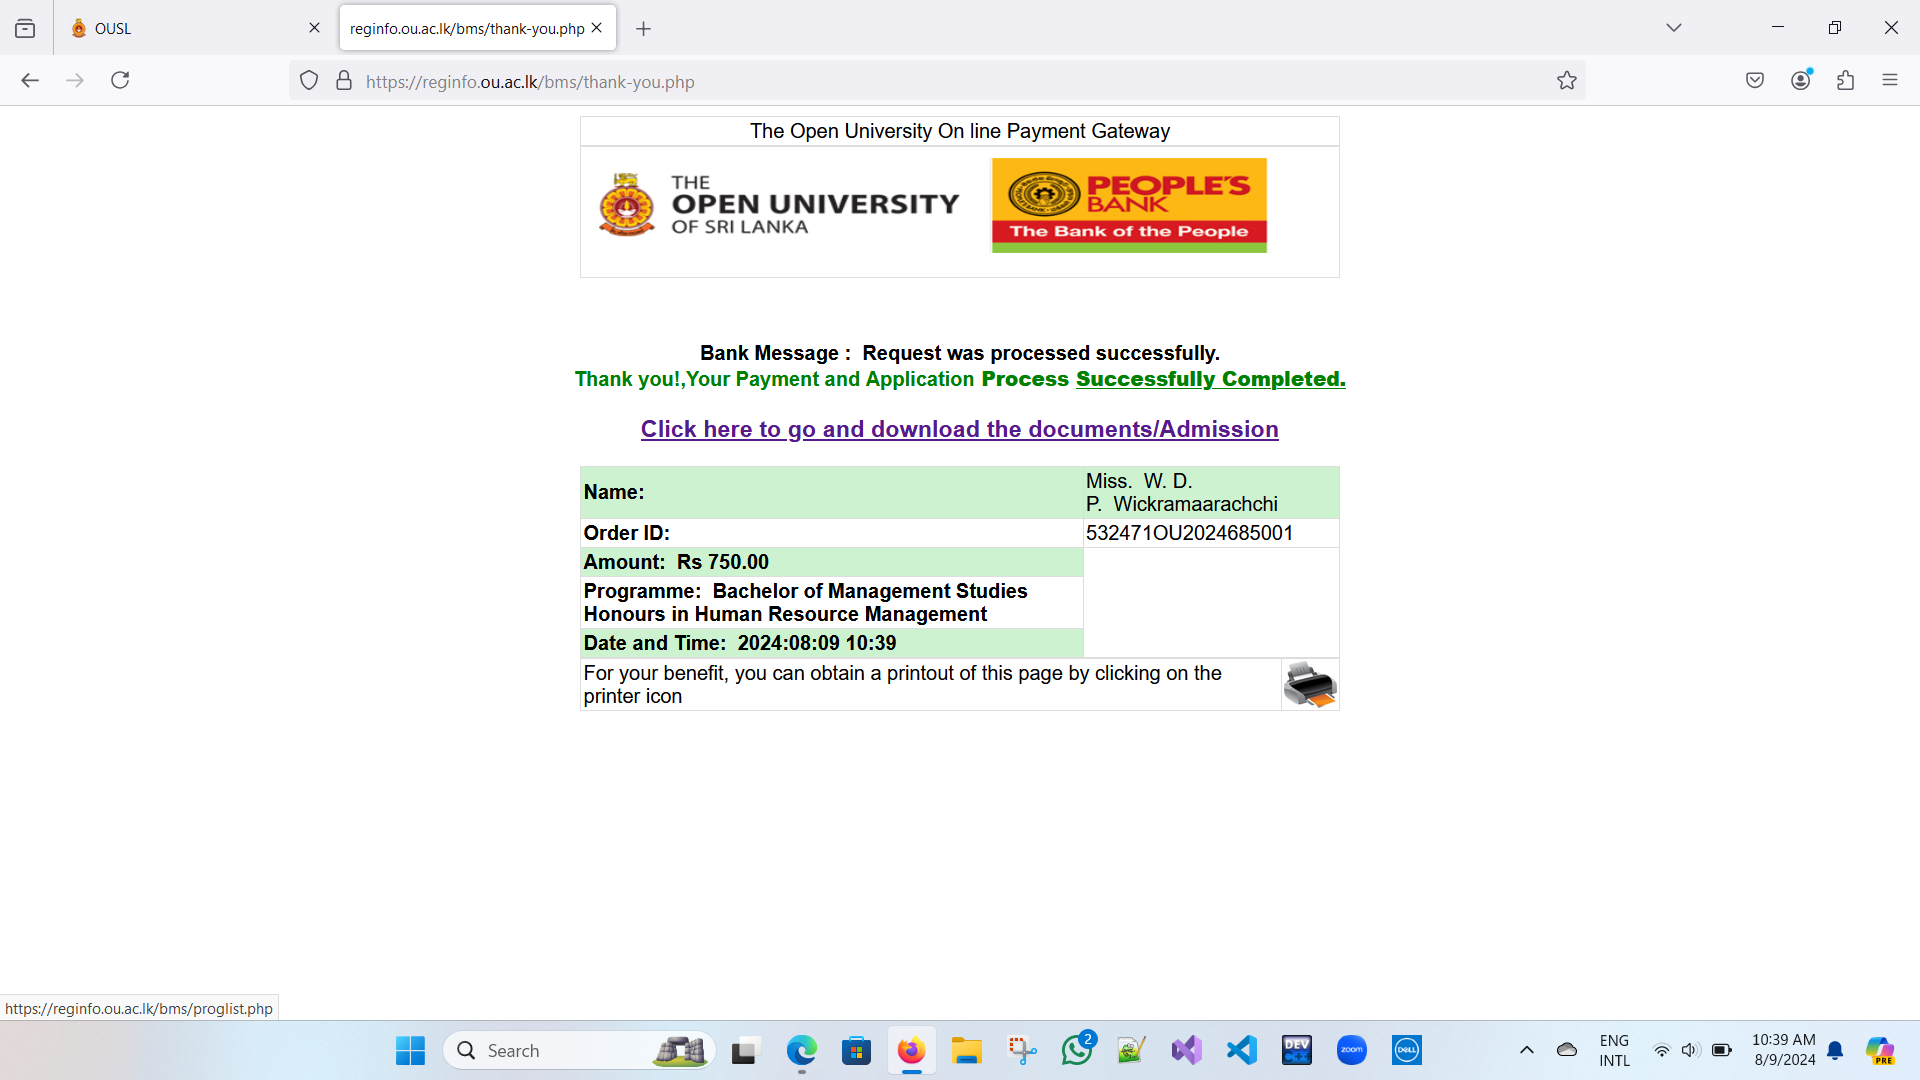 OUSL
reginfo.ou.ac.lk/bms/thank-you.php
https://reginfo.ou.ac.lk/bms/thank-you.php
The Open University On line Payment Gateway
THE
OPEN UNIVERSITY
OF SRI LANKA
PEOPLE'S
BANK
The Bank of the People
Bank Message :  Request was processed successfully.
Thank you!,Your Payment and Application Process Successfully Completed.
Click here to go and download the documents/Admission
Name:
Miss.  W. D.
P.  Wickramaarachchi
Order ID:
532471OU2024685001
Amount:  Rs 750.00
Programme:  Bachelor of Management Studies
Honours in Human Resource Management
Date and Time:  2024:08:09 10:39
For your benefit, you can obtain a printout of this page by clicking on the
printer icon
https://reginfo.ou.ac.lk/bms/proglist.php
Search
2
DEV
C++
zoom
DELL
ENG
INTL
10:39 AM
8/9/2024
PRE